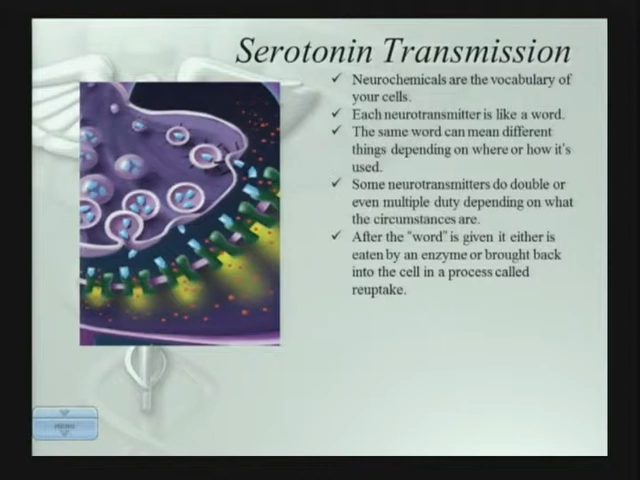 Serotonin Transmission
✓ Neurochemicals are the vocabulary of
your cells.
✓ Each neurotransmitter is like a word.
✓ The same word can mean different
things depending on where or how it's
used.
✓ Some neurotransmitters do double or
even multiple duty depending on what
the circumstances are.
✓ After the "word" is given it either is
eaten by an enzyme or brought back
into the cell in a process called
reuptake.
MENU